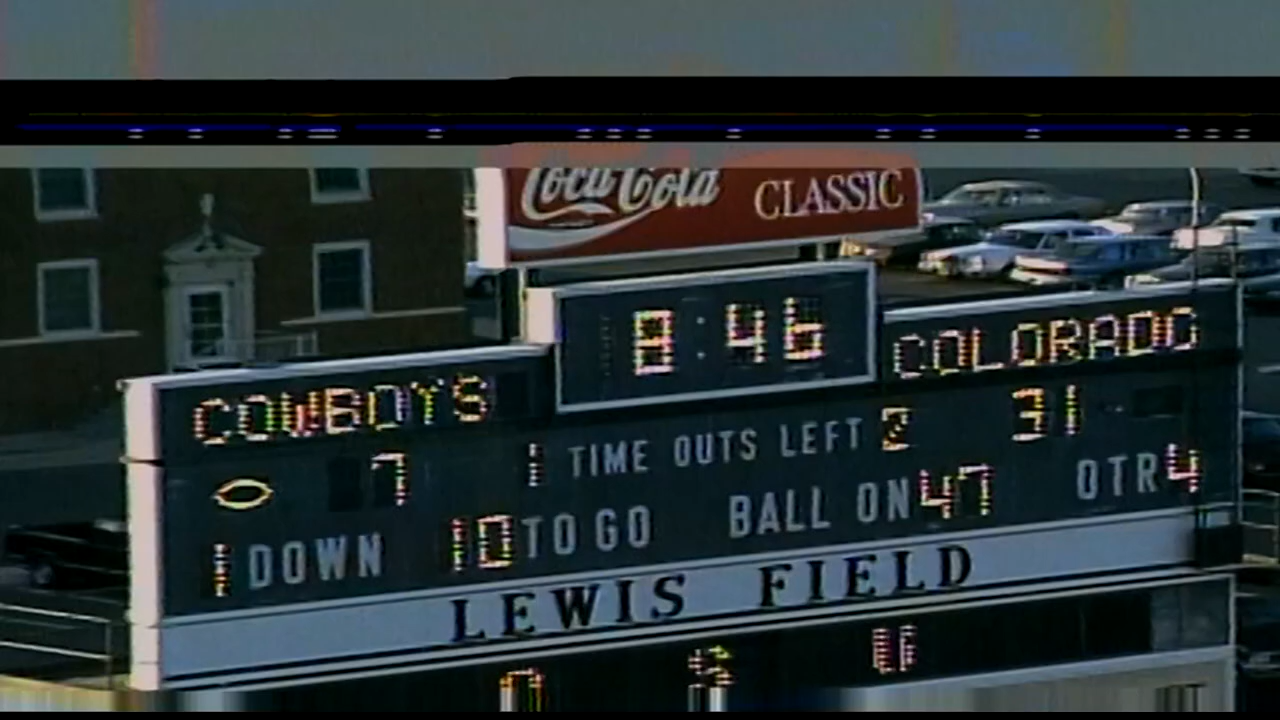 Coca-Cola CLASSIC
8:46
COWBOYS COLORADO
7 1 TIME OUTS LEFT 2 31
1 DOWN 10 TO GO BALL ON 47 QTR 4
LEWIS FIELD
O S U